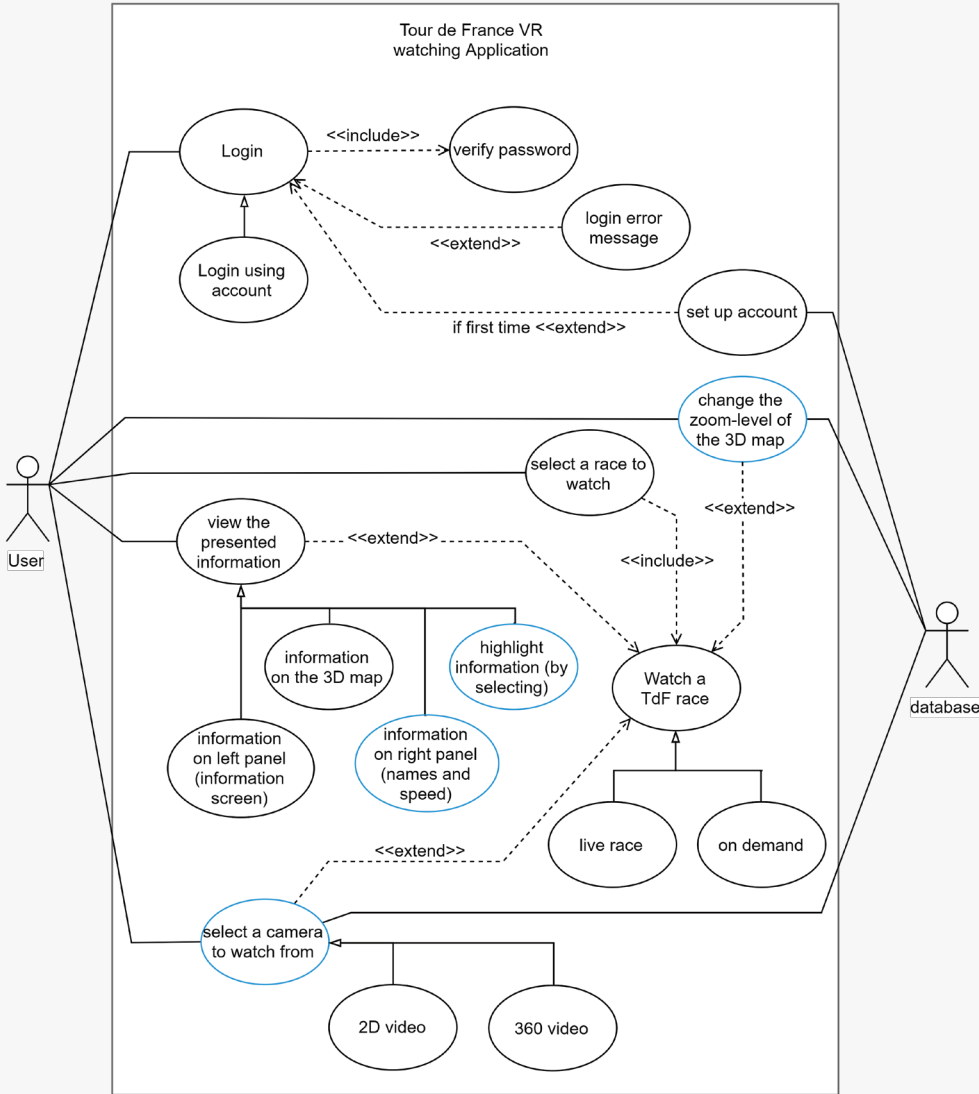 Tour de France VR
watching Application
Login
<<include>>
verify password
login error
message
<<extend>>
Login using
account
set up account
if first time <<extend>>
change the
zoom-level of
the 3D map
select a race to
watch
<<extend>>
view the
presented
information
<<extend>>
<<include>>
User
information
on the 3D map
highlight
information (by
selecting)
Watch a
TdF race
database
information
on left panel
(information
screen)
information
on right panel
(names and
speed)
live race
on demand
<<extend>>
select a camera
to watch from
2D video
360 video